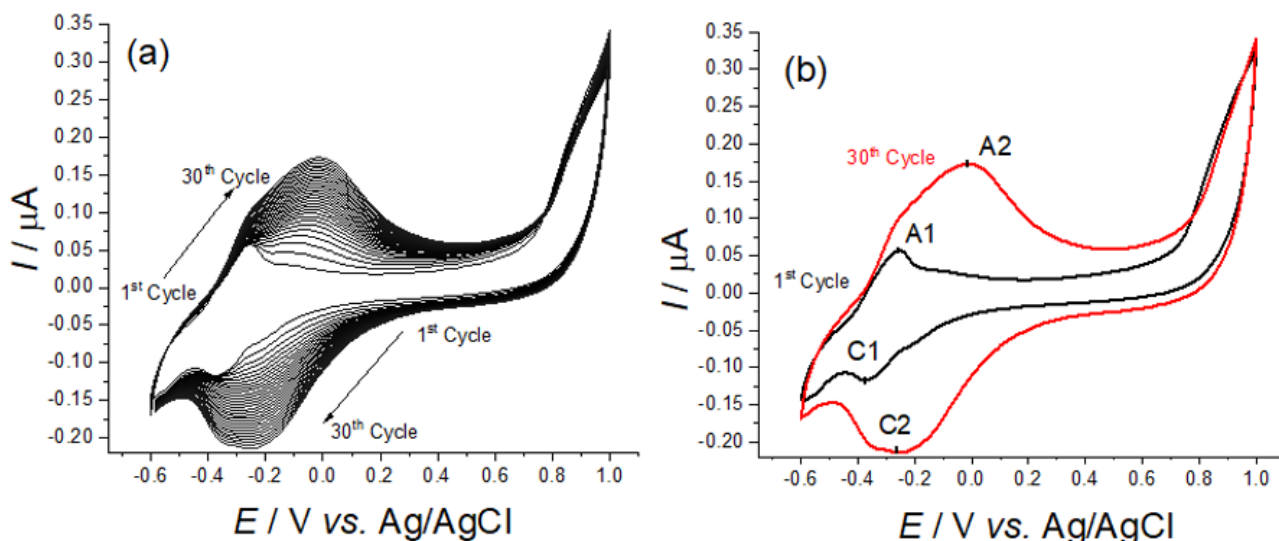 (a)
0.35
0.30
0.25
0.20
0.15
0.10
0.05
0.00
-0.05
-0.10
-0.15
-0.20
I / μA
30th Cycle
1st Cycle
1st Cycle
30th Cycle
-0.6 -0.4 -0.2 0.0 0.2 0.4 0.6 0.8 1.0
E / V vs. Ag/AgCl
(b)
0.35
0.30
0.25
0.20
0.15
0.10
0.05
0.00
-0.05
-0.10
-0.15
-0.20
I / μA
30th Cycle
A2
A1
1st Cycle
C1
C2
-0.6 -0.4 -0.2 0.0 0.2 0.4 0.6 0.8 1.0
E / V vs. Ag/AgCl